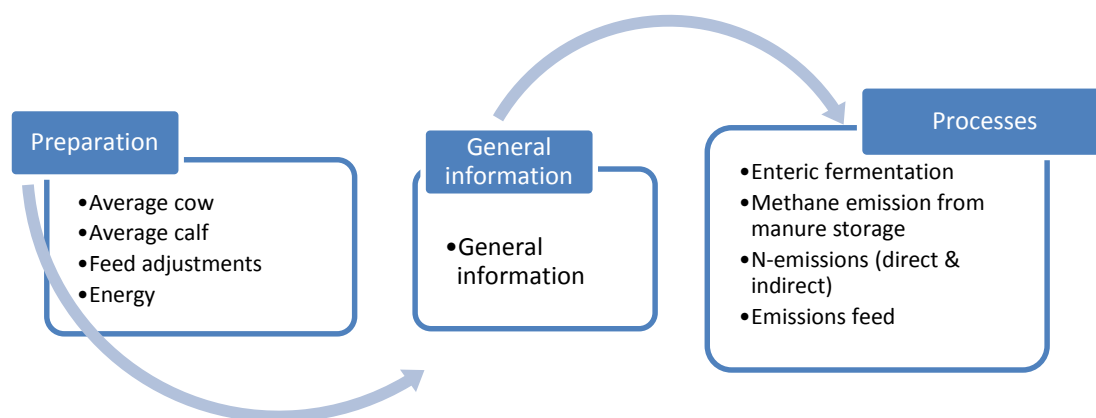 Preparation
•Average cow
•Average calf
•Feed adjustments
•Energy
General
information
•General
information
Processes
•Enteric fermentation
•Methane emission from
manure storage
•N-emissions (direct &
indirect)
•Emissions feed